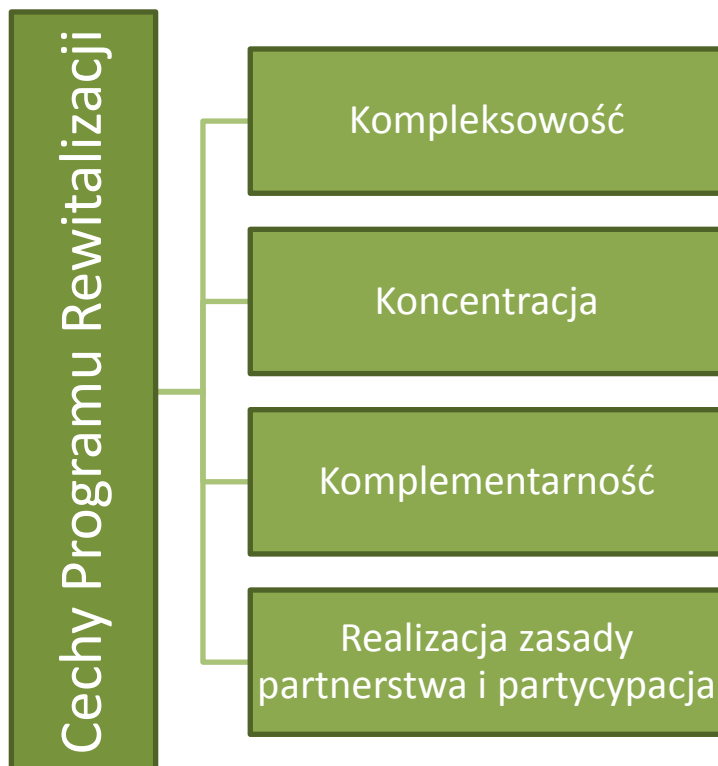 Cechy Programu Rewitalizacji
Kompleksowość
Koncentracja
Komplementarność
Realizacja zasady
partnerstwa i partycypacja